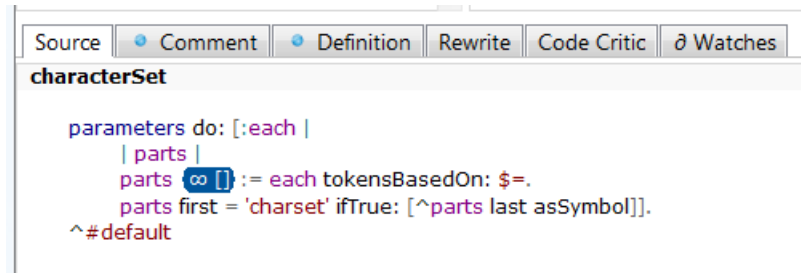 Source Comment Definition Rewrite Code Critic ∂ Watches
characterSet
parameters do: [:each |
| parts |
parts ∞ [] := each tokensBasedOn: $=.
parts first = 'charset' ifTrue: [^parts last asSymbol]].
^#default